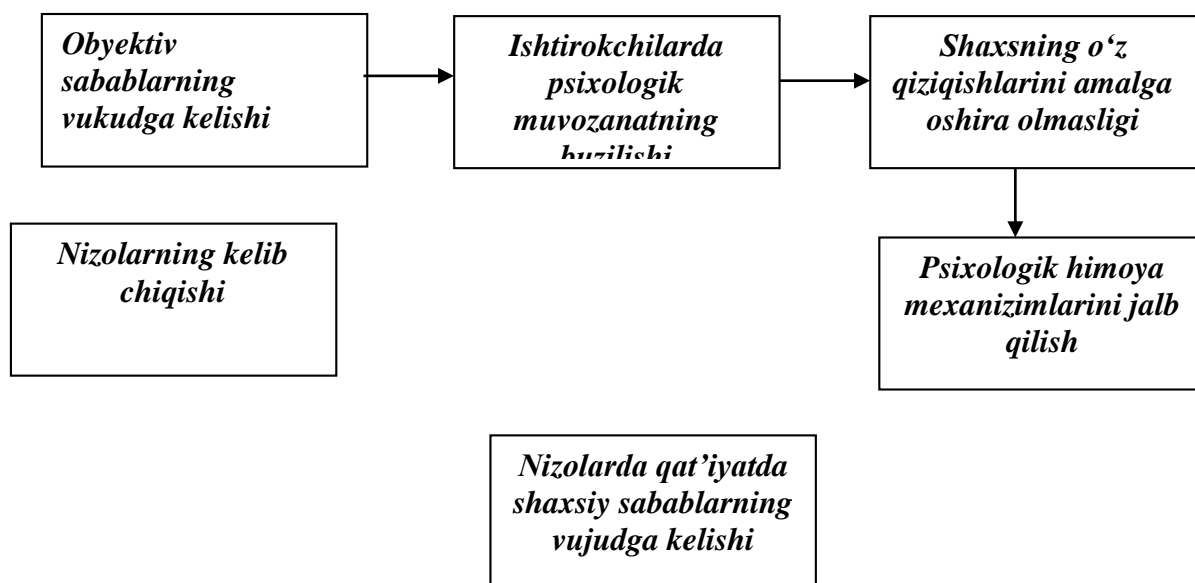 Obyektiv
sabablarning
vukudga kelishi
Ishtirokchilarda
psixologik
muvozanatning
buzilishi
Shaxsning o‘z
qiziqishlarini amalga
oshira olmasligi
Nizolarning kelib
chiqishi
Psixologik himoya
mexanizimlarini jalb
qilish
Nizolarda qat’iyatda
shaxsiy sabablarning
vujudga kelishi